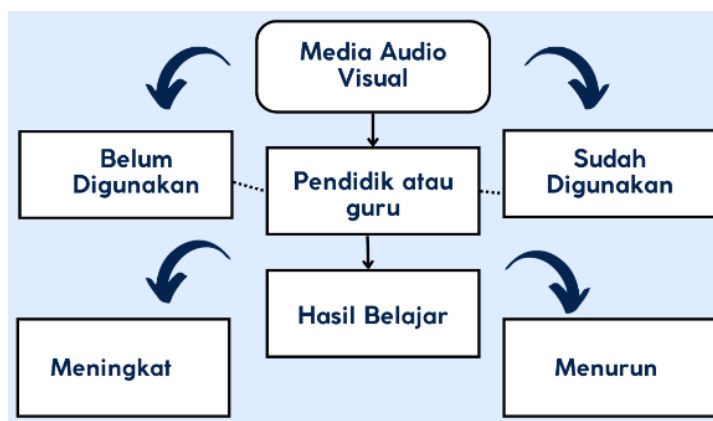 Media Audio
Visual
Belum
Digunakan
Pendidik atau
guru
Sudah
Digunakan
Hasil Belajar
Meningkat
Menurun